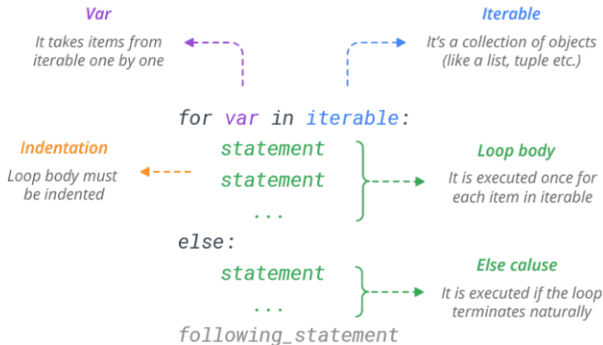 Var
It takes items from
iterable one by one
Iterable
It's a collection of objects
(like a list, tuple etc.)
for var in iterable:
statement
statement
...
else:
statement
...
following_statement
Indentation
Loop body must
be indented
Loop body
It is executed once for
each item in iterable
Else caluse
It is executed if the loop
terminates naturally